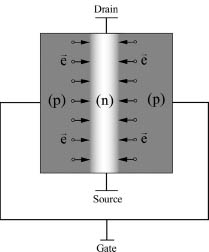 Drain
e⃗ e⃗
(p) (n) (p)
e⃗ e⃗
Source
Gate